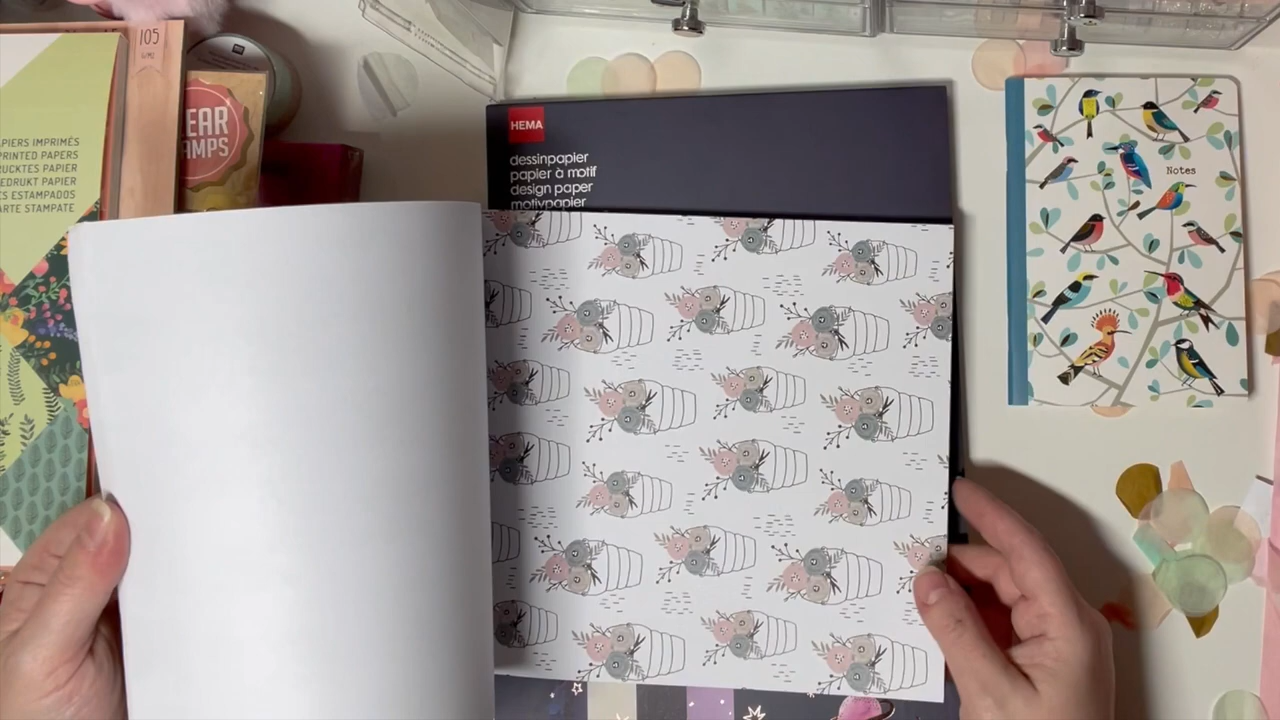 APIERS IMPRIMÉS
PRINTED PAPERS
RUCKTES PAPIER
EDRUKT PAPIER
ES ESTAMPADOS
ARTE STAMPATE
105
EAR
AMPS
HEMA
dessinpapier
papier à motif
design paper
motivpapier
Notes